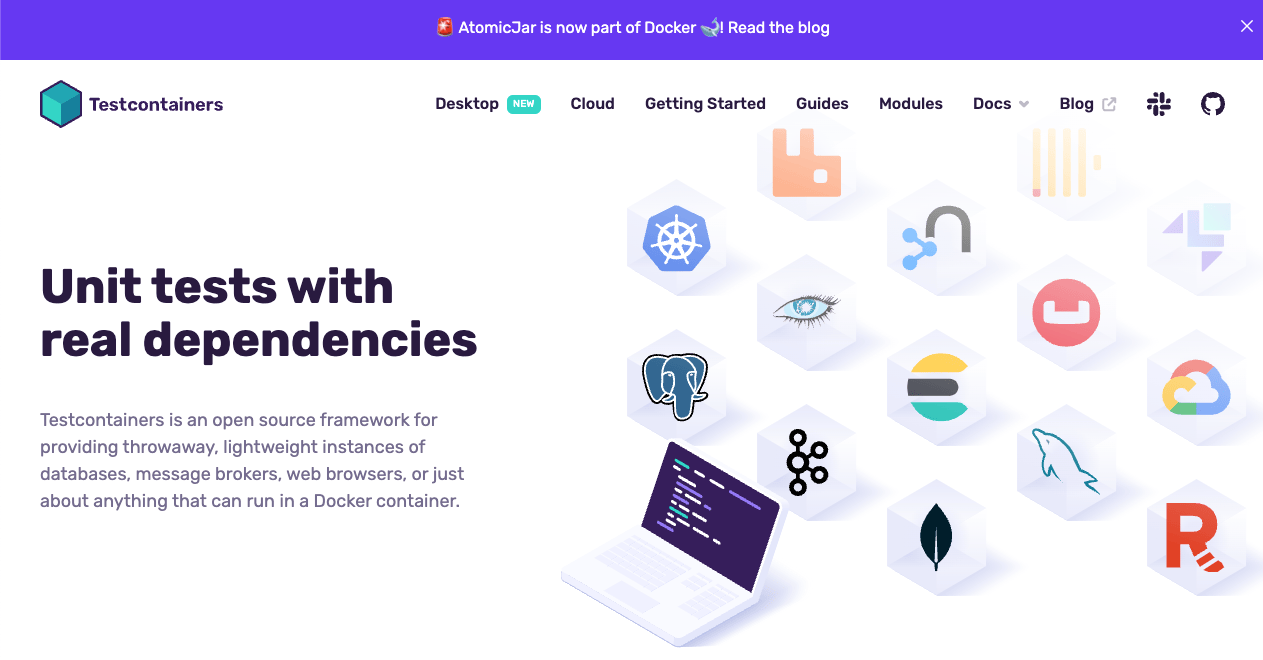 🚨 AtomicJar is now part of Docker 🐋! Read the blog
Testcontainers
Desktop NEW Cloud Getting Started Guides Modules Docs Blog
Unit tests with
real dependencies
Testcontainers is an open source framework for
providing throwaway, lightweight instances of
databases, message brokers, web browsers, or just
about anything that can run in a Docker container.